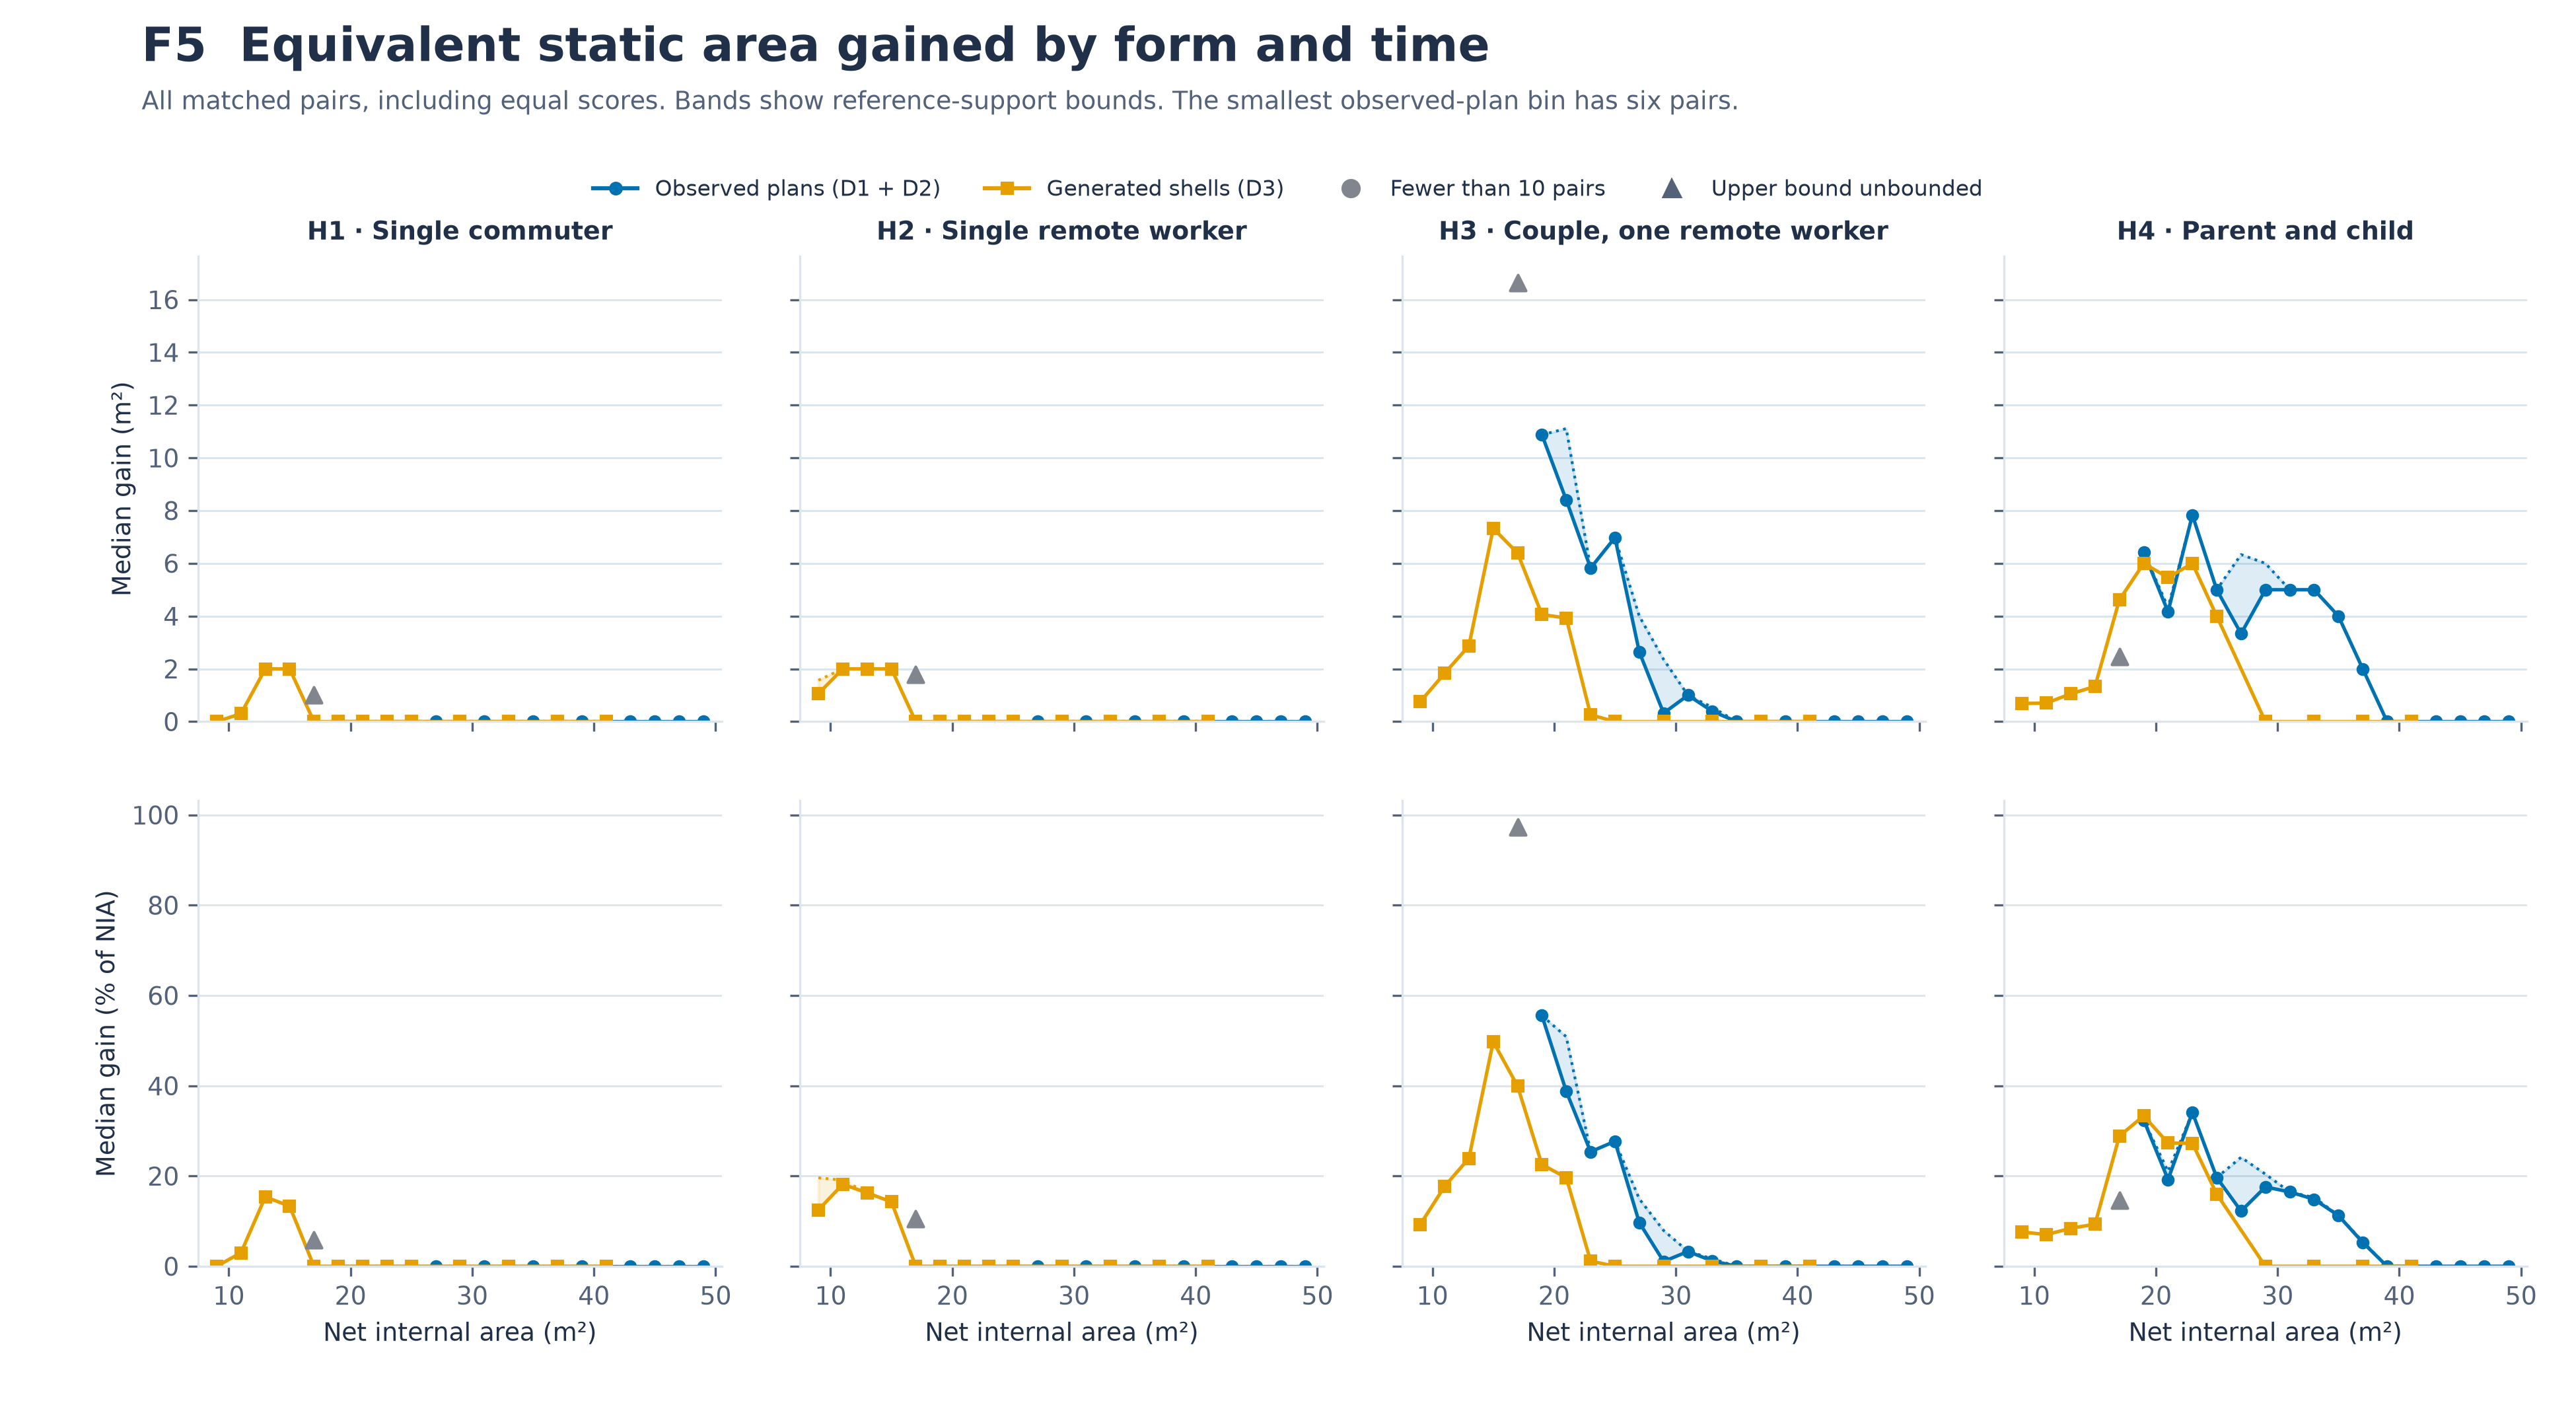 F5  Equivalent static area gained by form and time
All matched pairs, including equal scores. Bands show reference-support bounds. The smallest observed-plan bin has six pairs.
Observed plans (D1 + D2)  Generated shells (D3)  Fewer than 10 pairs  Upper bound unbounded
H1 · Single commuter  H2 · Single remote worker  H3 · Couple, one remote worker  H4 · Parent and child
Median gain (m²)
16
14
12
10
8
6
4
2
0
Median gain (% of NIA)
100
80
60
40
20
0
10 20 30 40 50  10 20 30 40 50  10 20 30 40 50  10 20 30 40 50
Net internal area (m²)  Net internal area (m²)  Net internal area (m²)  Net internal area (m²)